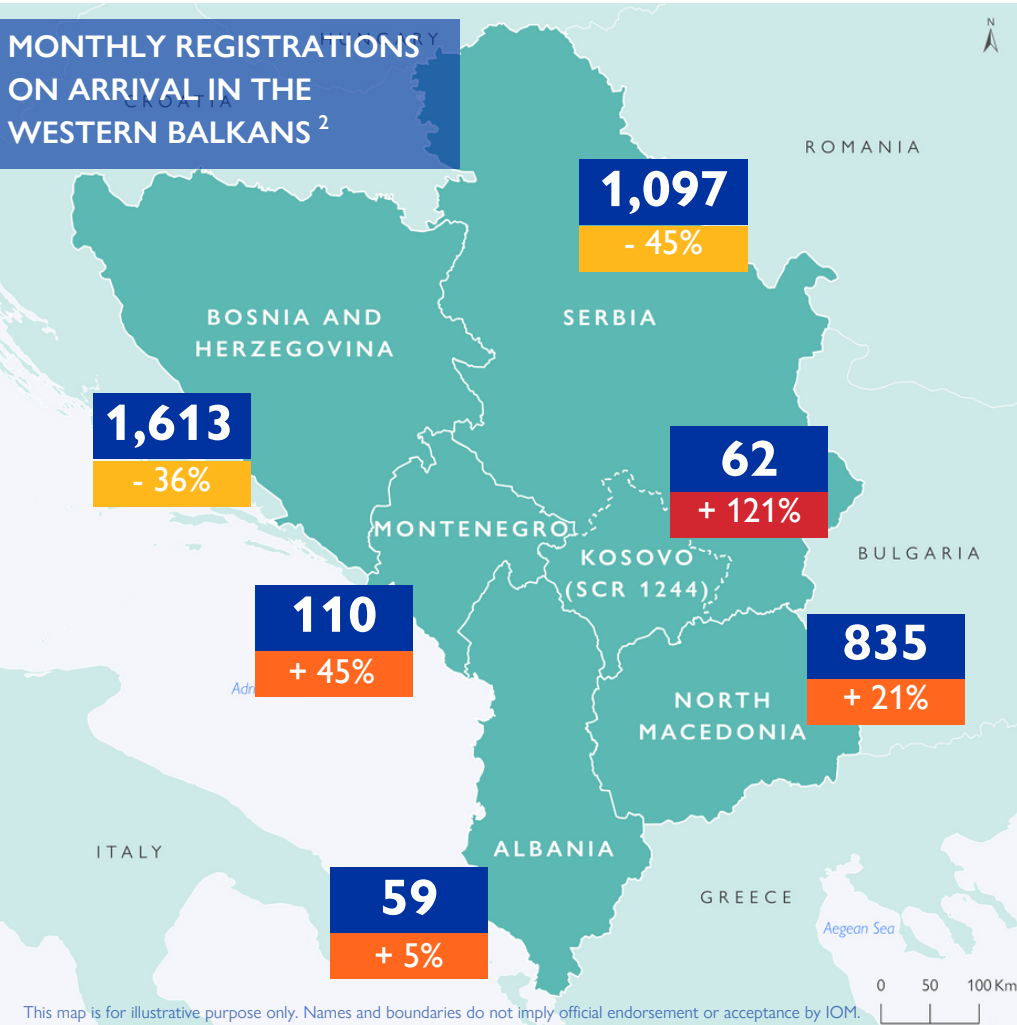 MONTHLY REGISTRATIONS
ON ARRIVAL IN THE
WESTERN BALKANS 2
HUNGARY
CROATIA
N
ROMANIA
1,097
- 45%
BOSNIA AND
HERZEGOVINA
SERBIA
1,613
- 36%
62
+ 121%
MONTENEGRO
KOSOVO
(SCR 1244)
BULGARIA
110
+ 45%
835
+ 21%
Adri
NORTH
MACEDONIA
ITALY
ALBANIA
59
+ 5%
GREECE
Aegean Sea
0 50 100 Km
This map is for illustrative purpose only. Names and boundaries do not imply official endorsement or acceptance by IOM.